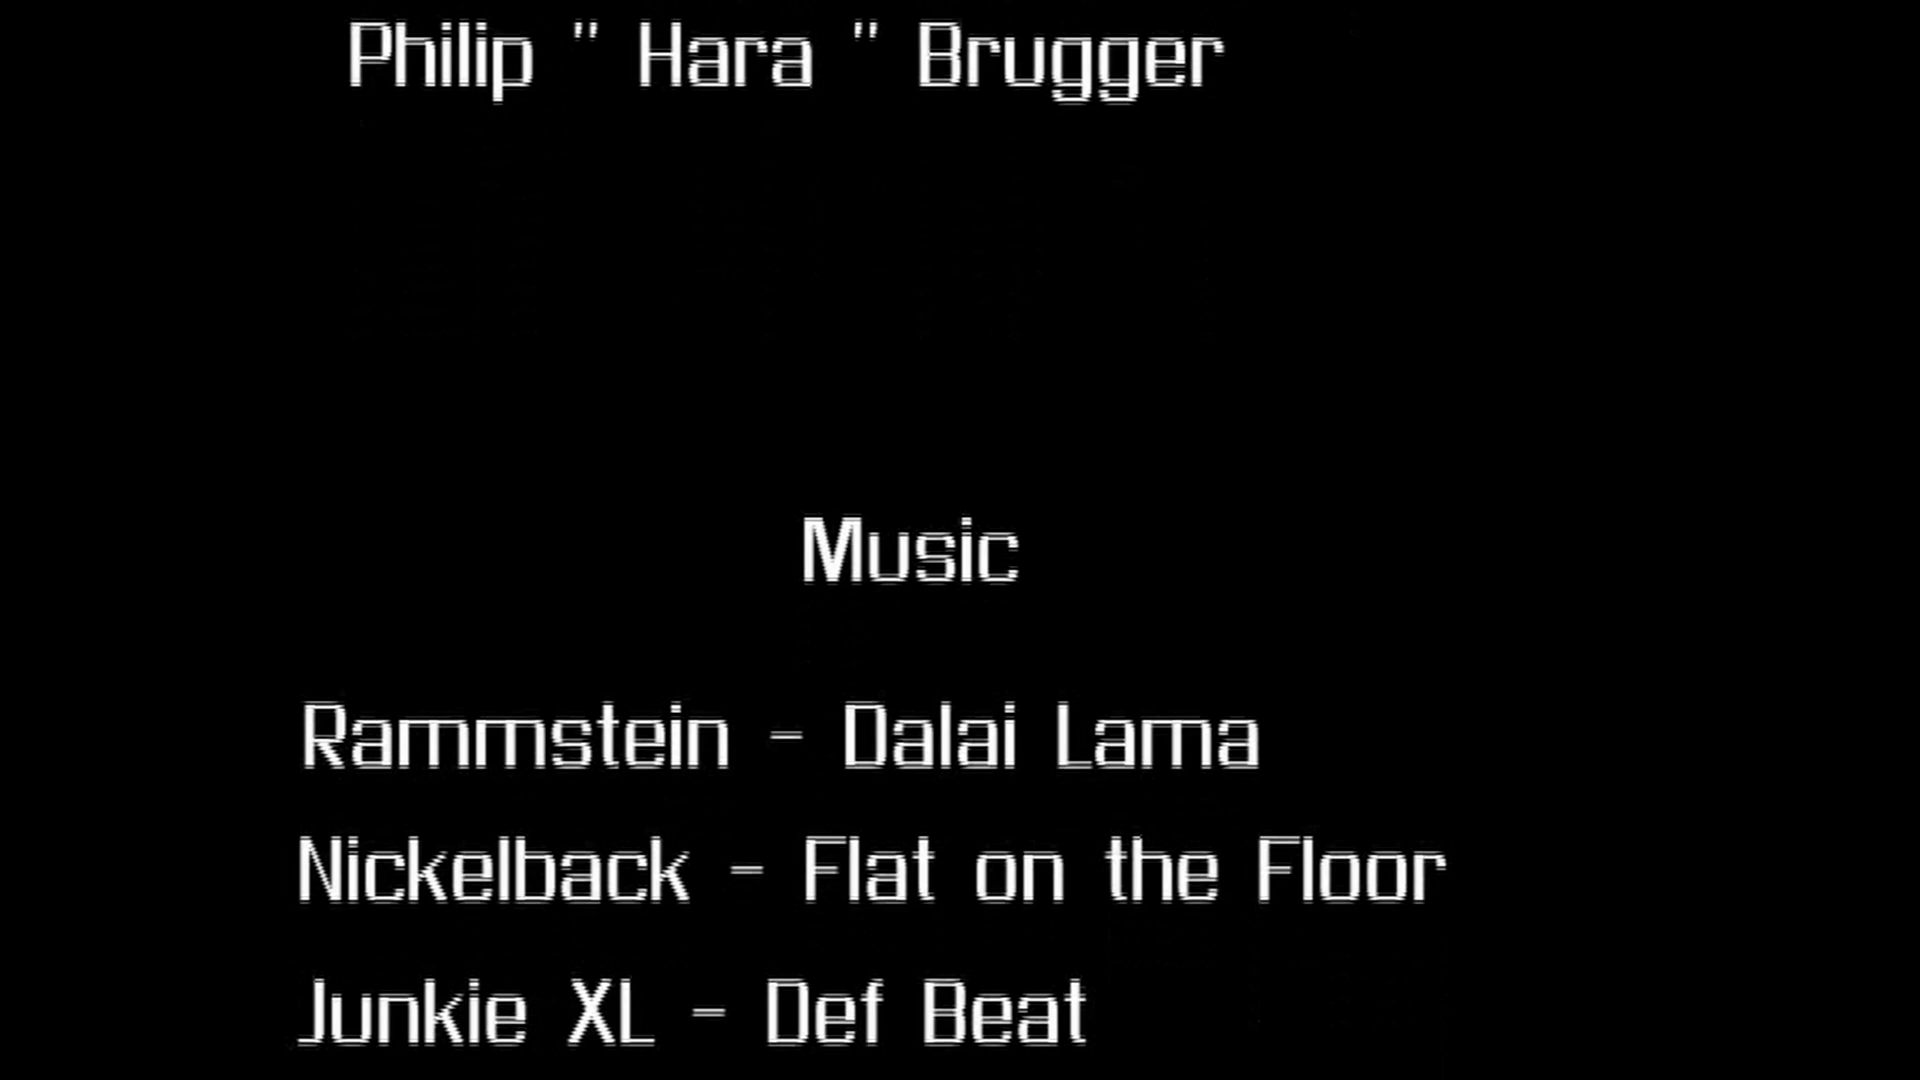 Philip " Hara " Brugger
Music
Rammstein - Dalai Lama
Nickelback - Flat on the Floor
Junkie XL - Def Beat